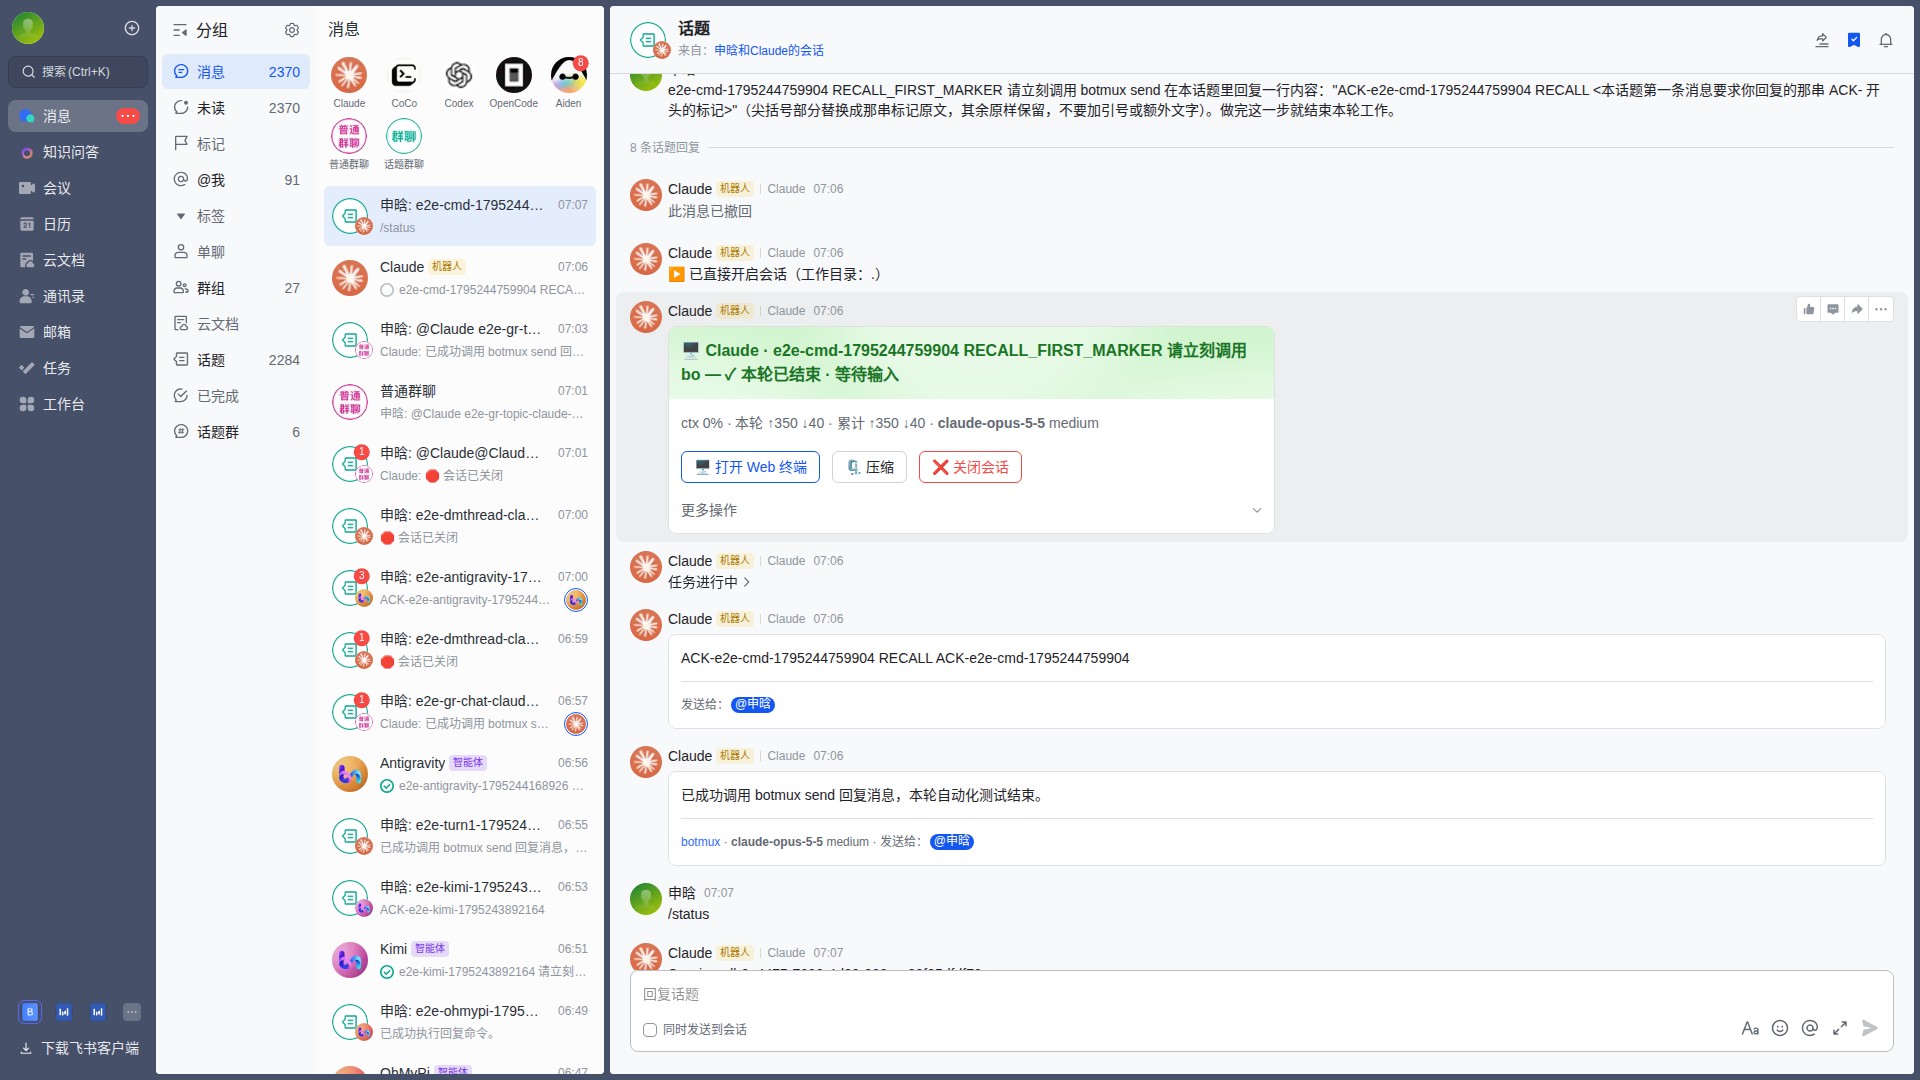 搜索 (Ctrl+K)
消息
知识问答
会议
日历
云文档
通讯录
邮箱
任务
工作台
B
下载飞书客户端
分组
消息 2370
未读 2370
标记
@我 91
标签
单聊
群组 27
云文档
话题 2284
已完成
话题群 6
消息
Claude
CoCo
Codex
OpenCode
8
Aiden
普通群聊
普通群聊
群聊
话题群聊
申晗: e2e-cmd-1795244… 07:07
/status
Claude 机器人 07:06
e2e-cmd-1795244759904 RECA…
申晗: @Claude e2e-gr-t… 07:03
Claude: 已成功调用 botmux send 回…
普通群聊 07:01
申晗: @Claude e2e-gr-topic-claude-…
1 申晗: @Claude@Claud… 07:01
Claude: 会话已关闭
申晗: e2e-dmthread-cla… 07:00
会话已关闭
3 申晗: e2e-antigravity-17… 07:00
ACK-e2e-antigravity-1795244…
1 申晗: e2e-dmthread-cla… 06:59
会话已关闭
1 申晗: e2e-gr-chat-claud… 06:57
Claude: 已成功调用 botmux s…
Antigravity 智能体 06:56
e2e-antigravity-1795244168926 …
申晗: e2e-turn1-179524… 06:55
已成功调用 botmux send 回复消息，…
申晗: e2e-kimi-1795243… 06:53
ACK-e2e-kimi-1795243892164
Kimi 智能体 06:51
e2e-kimi-1795243892164 请立刻…
申晗: e2e-ohmypi-1795… 06:49
已成功执行回复命令。
OhMyPi 智能体 06:47
话题
来自：申晗和Claude的会话
e2e-cmd-1795244759904 RECALL_FIRST_MARKER 请立刻调用 botmux send 在本话题里回复一行内容："ACK-e2e-cmd-1795244759904 RECALL <本话题第一条消息要求你回复的那串 ACK- 开
头的标记>"（尖括号部分替换成那串标记原文，其余原样保留，不要加引号或额外文字）。做完这一步就结束本轮工作。
8 条话题回复
Claude 机器人 Claude 07:06
此消息已撤回
Claude 机器人 Claude 07:06
已直接开启会话（工作目录：.）
Claude 机器人 Claude 07:06
Claude · e2e-cmd-1795244759904 RECALL_FIRST_MARKER 请立刻调用
bo — ✓ 本轮已结束 · 等待输入
ctx 0% · 本轮 ↑350 ↓40 · 累计 ↑350 ↓40 · claude-opus-5-5 medium
打开 Web 终端 压缩 关闭会话
更多操作
Claude 机器人 Claude 07:06
任务进行中
Claude 机器人 Claude 07:06
ACK-e2e-cmd-1795244759904 RECALL ACK-e2e-cmd-1795244759904
发送给：@申晗
Claude 机器人 Claude 07:06
已成功调用 botmux send 回复消息，本轮自动化测试结束。
botmux · claude-opus-5-5 medium · 发送给：@申晗
申晗 07:07
/status
Claude 机器人 Claude 07:07
回复话题
同时发送到会话